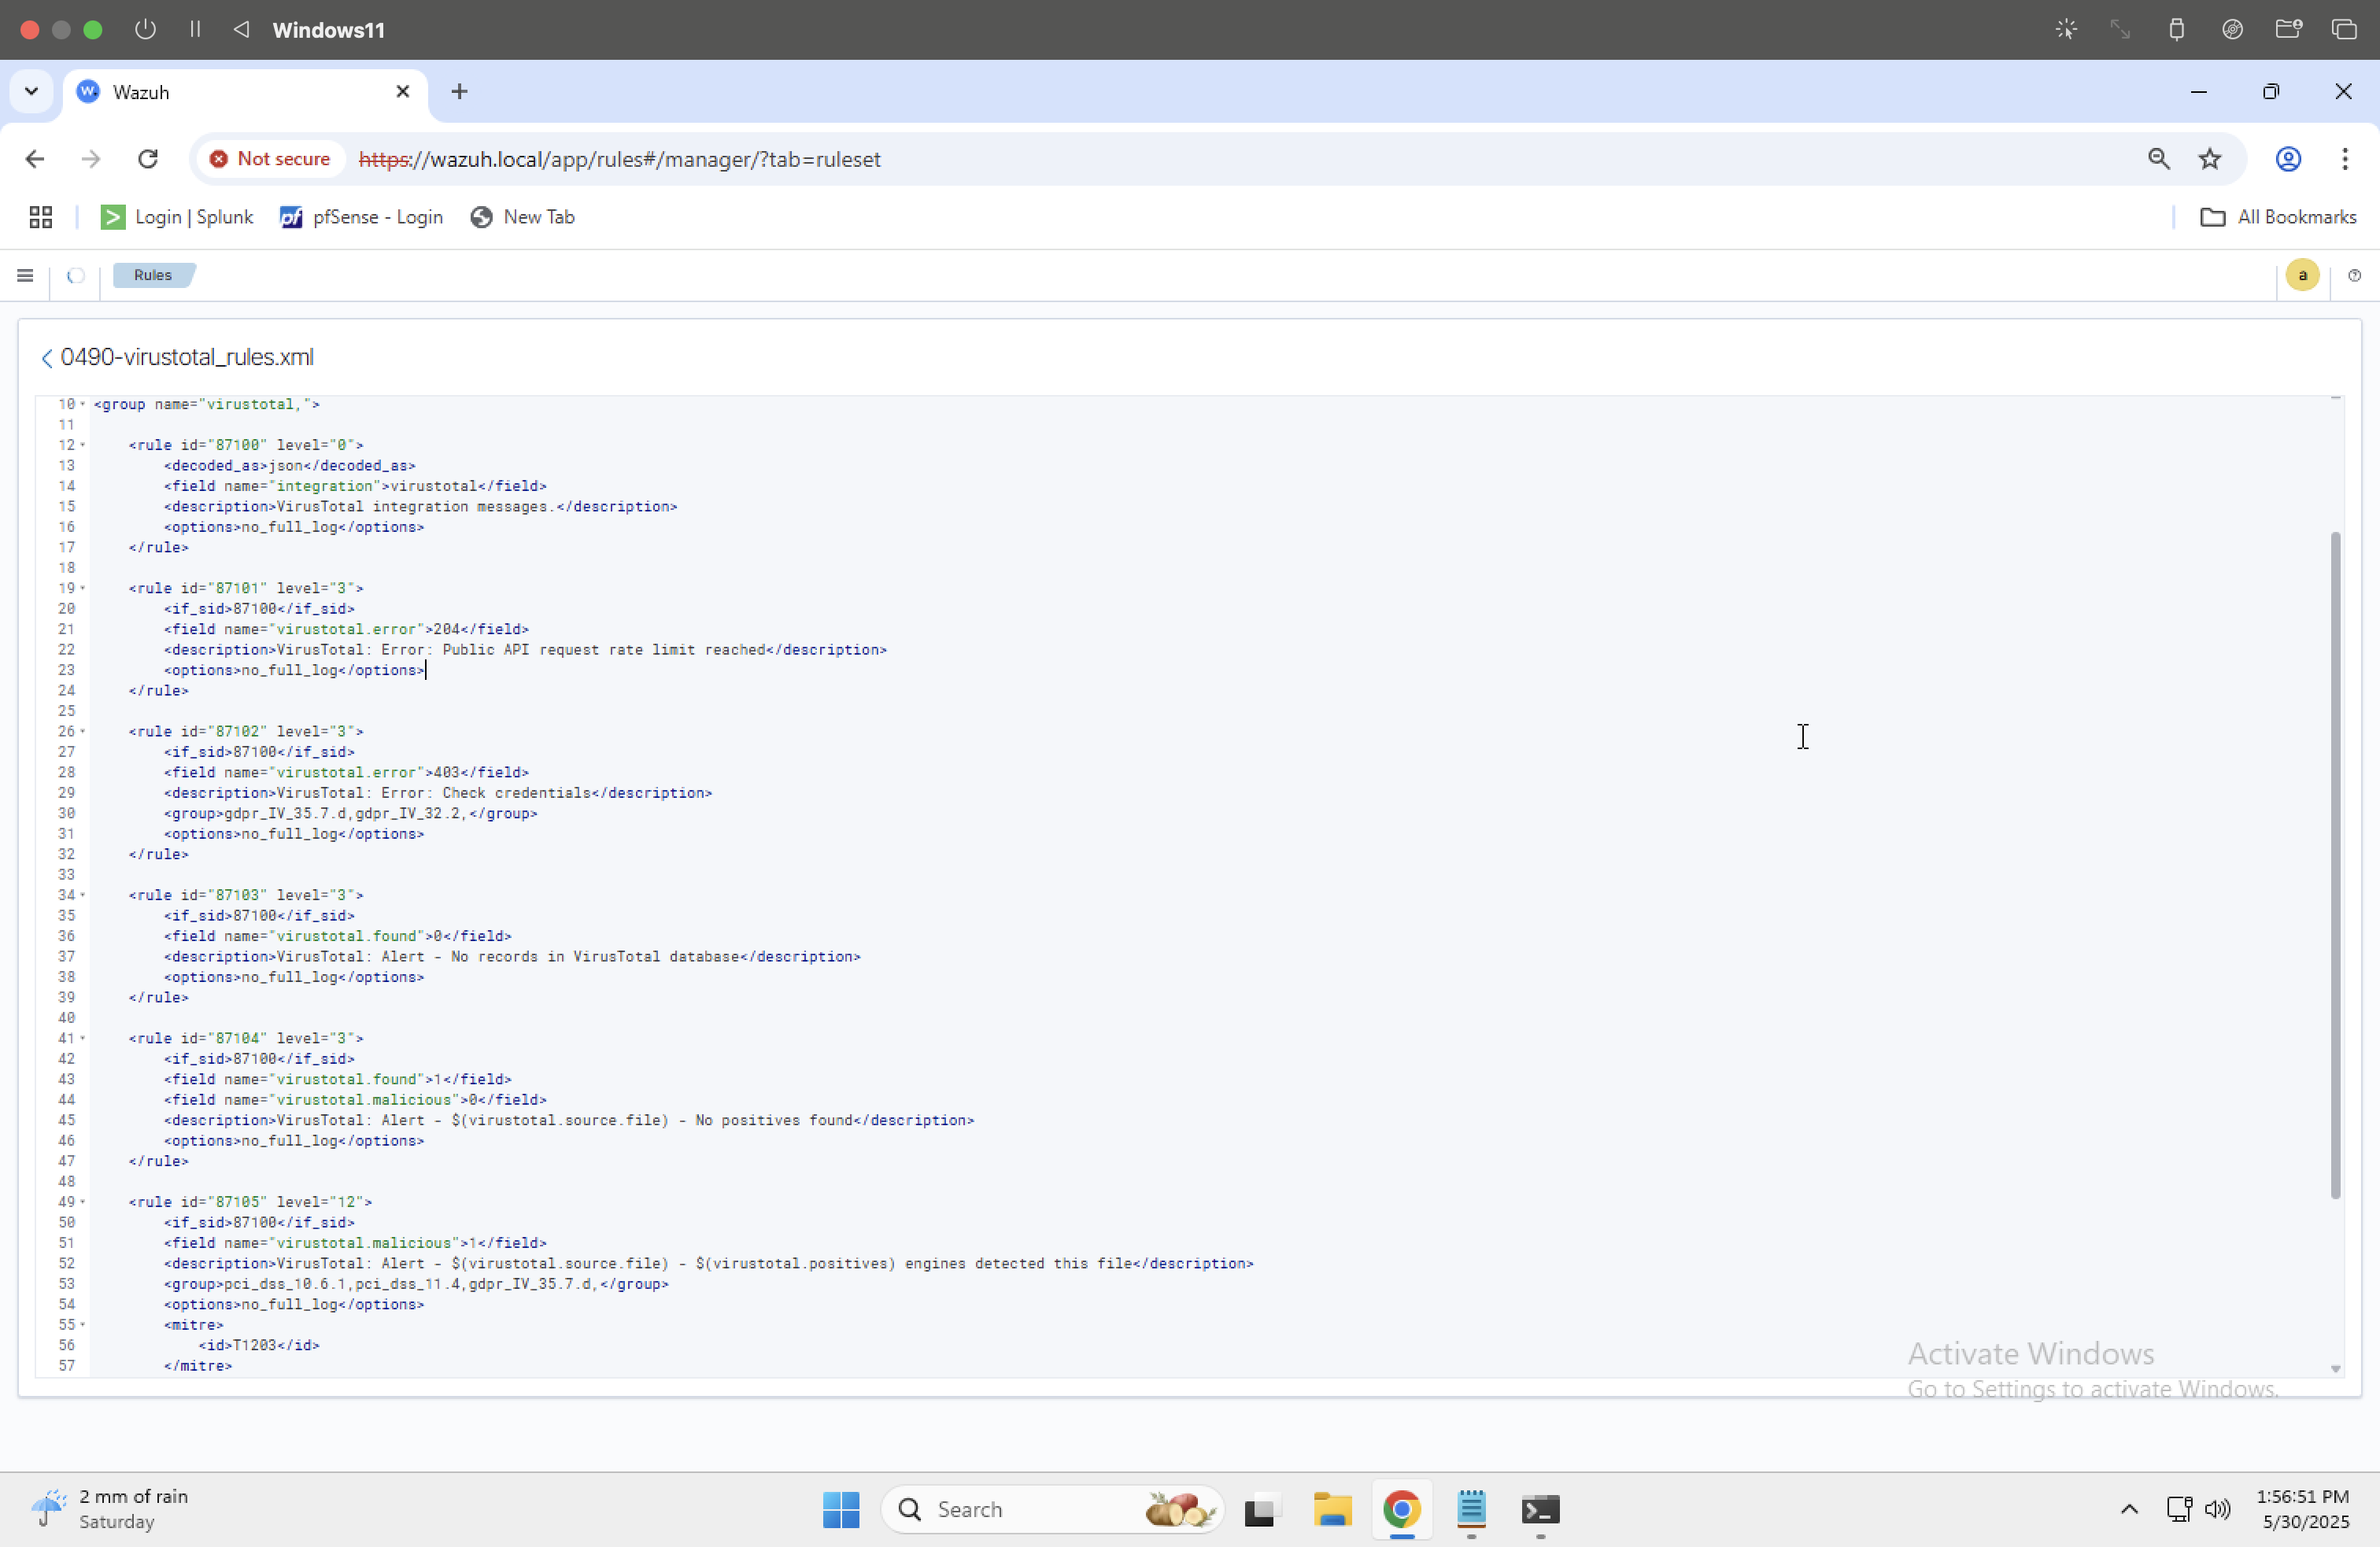 Windows11
Wazuh
Not secure
https://wazuh.local/app/rules#/manager/?tab=ruleset
Login | Splunk
pfSense - Login
New Tab
All Bookmarks
Rules
a
0490-virustotal_rules.xml
10 <group name="virustotal,">
11
12 <rule id="87100" level="0">
13 <decoded_as>json</decoded_as>
14 <field name="integration">virustotal</field>
15 <description>VirusTotal integration messages.</description>
16 <options>no_full_log</options>
17 </rule>
18
19 <rule id="87101" level="3">
20 <if_sid>87100</if_sid>
21 <field name="virustotal.error">204</field>
22 <description>VirusTotal: Error: Public API request rate limit reached</description>
23 <options>no_full_log</options>
24 </rule>
25
26 <rule id="87102" level="3">
27 <if_sid>87100</if_sid>
28 <field name="virustotal.error">403</field>
29 <description>VirusTotal: Error: Check credentials</description>
30 <group>gdpr_IV_35.7.d,gdpr_IV_32.2,</group>
31 <options>no_full_log</options>
32 </rule>
33
34 <rule id="87103" level="3">
35 <if_sid>87100</if_sid>
36 <field name="virustotal.found">0</field>
37 <description>VirusTotal: Alert - No records in VirusTotal database</description>
38 <options>no_full_log</options>
39 </rule>
40
41 <rule id="87104" level="3">
42 <if_sid>87100</if_sid>
43 <field name="virustotal.found">1</field>
44 <field name="virustotal.malicious">0</field>
45 <description>VirusTotal: Alert - $(virustotal.source.file) - No positives found</description>
46 <options>no_full_log</options>
47 </rule>
48
49 <rule id="87105" level="12">
50 <if_sid>87100</if_sid>
51 <field name="virustotal.malicious">1</field>
52 <description>VirusTotal: Alert - $(virustotal.source.file) - $(virustotal.positives) engines detected this file</description>
53 <group>pci_dss_10.6.1,pci_dss_11.4,gdpr_IV_35.7.d,</group>
54 <options>no_full_log</options>
55 <mitre>
56 <id>T1203</id>
57 </mitre>
Activate Windows
Go to Settings to activate Windows.
2 mm of rain
Saturday
Search
1:56:51 PM
5/30/2025